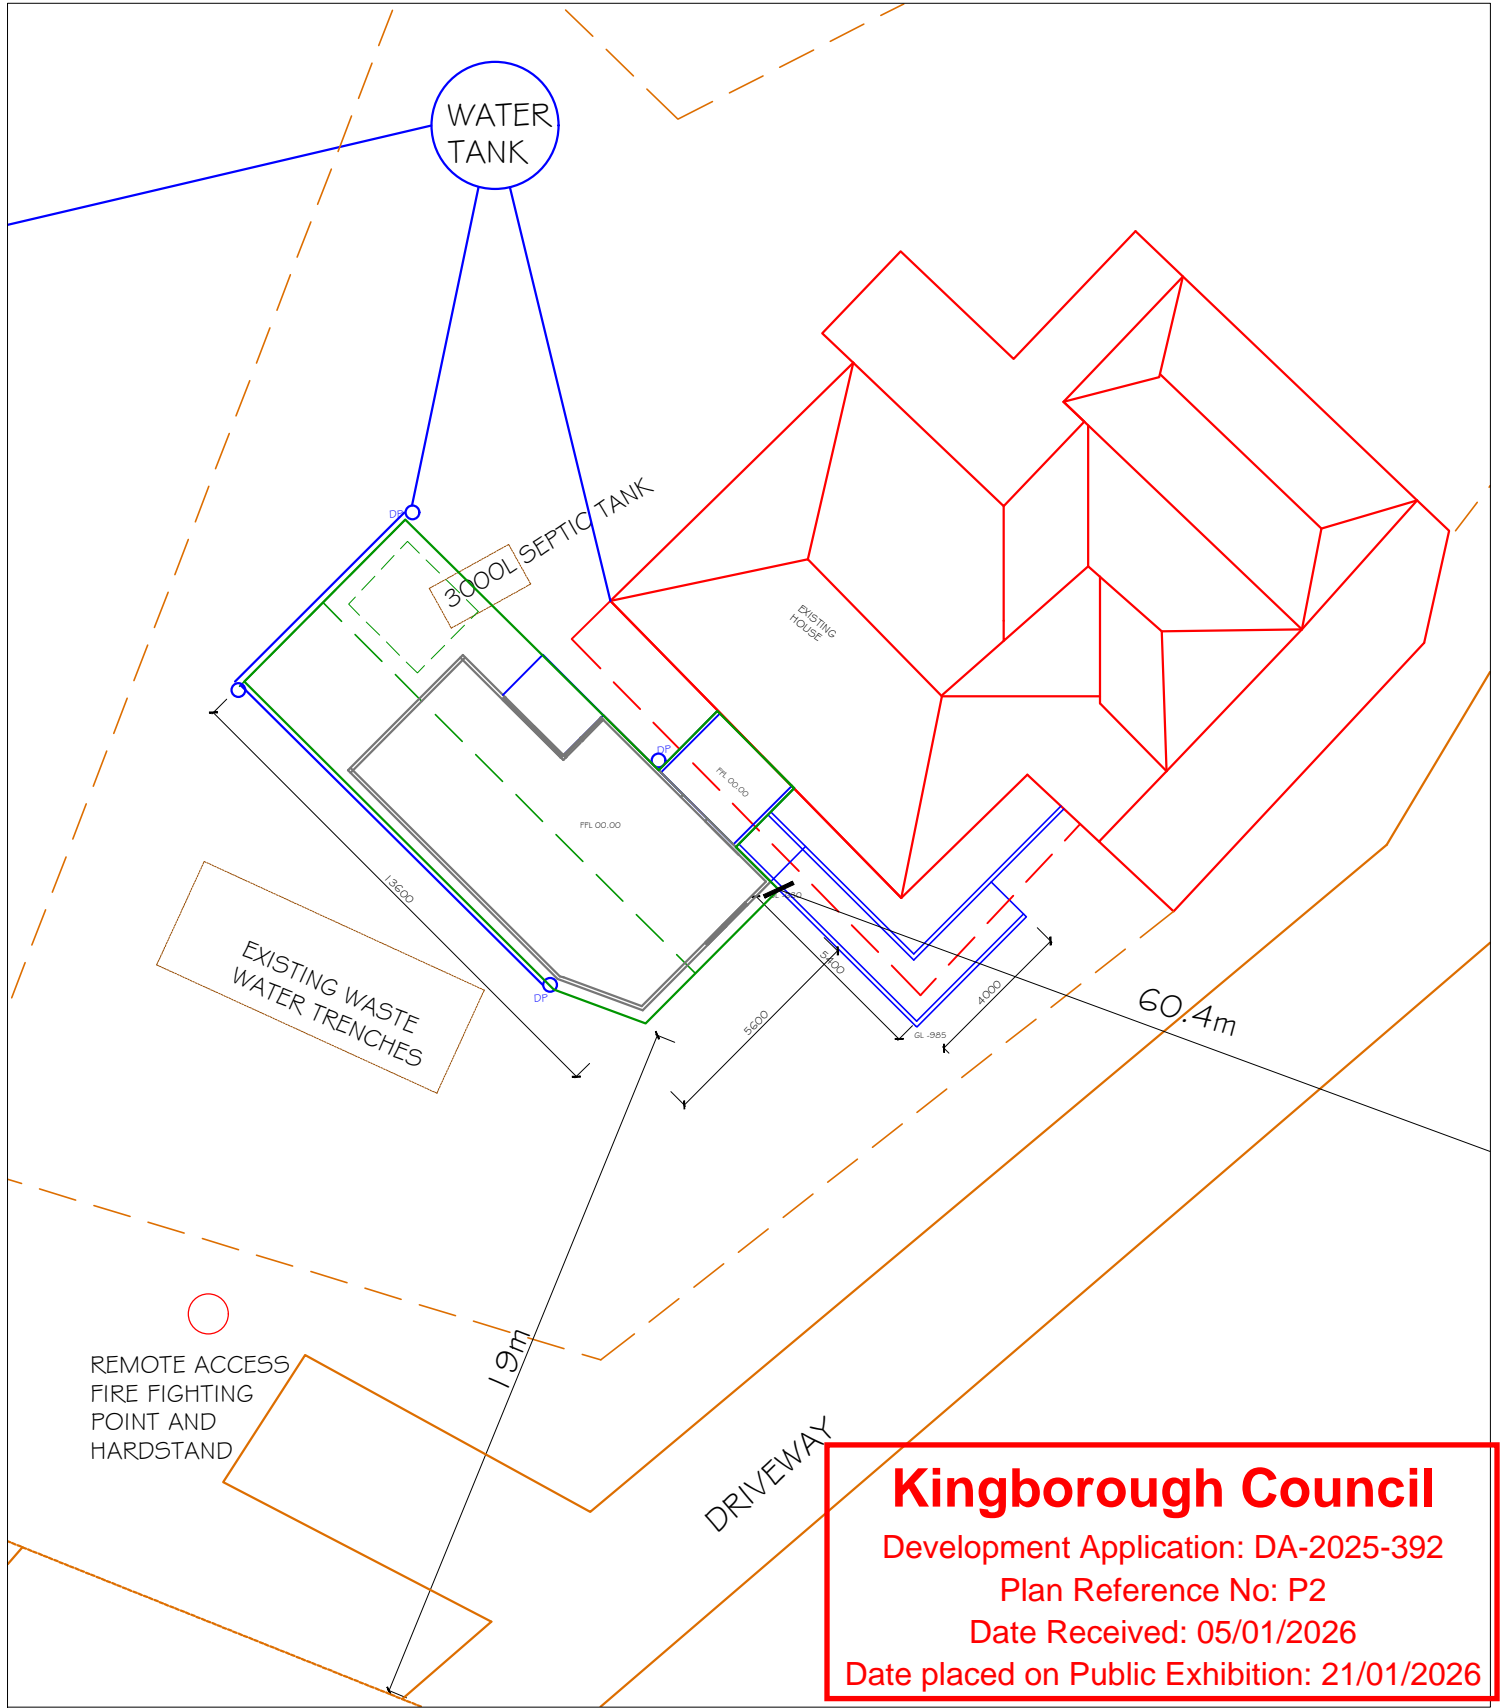 WATER
TANK
3000L SEPTIC TANK
DP
EXISTING
HOUSE
DP
FFL 00.00
FFL 00.00
13600
5400
4000
5600
GL -985
DP
60.4m
EXISTING WASTE
WATER TRENCHES
19m
REMOTE ACCESS
FIRE FIGHTING
POINT AND
HARDSTAND
DRIVEWAY
Kingborough Council
Development Application: DA-2025-392
Plan Reference No: P2
Date Received: 05/01/2026
Date placed on Public Exhibition: 21/01/2026